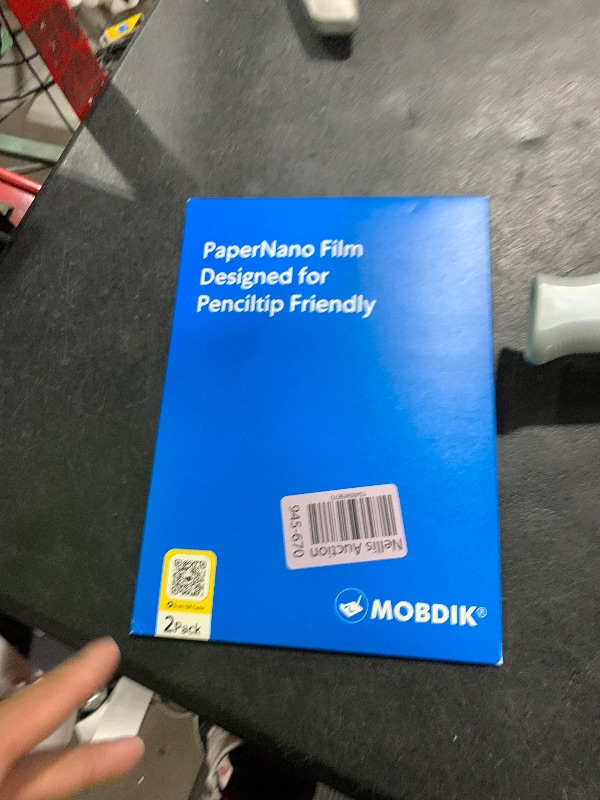 PaperNano Film
Designed for
Penciltip Friendly
Nellis Auction
945-670
2Pack
MOBDIK®